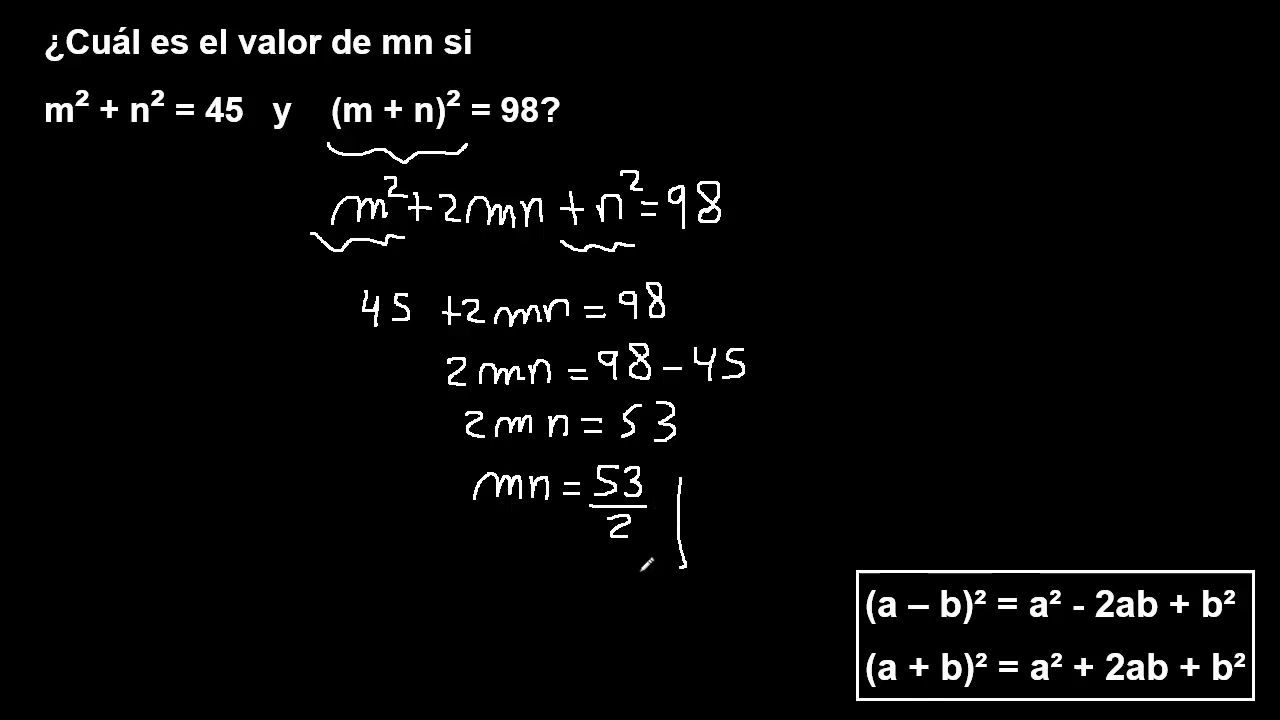 ¿Cuál es el valor de mn si
m² + n² = 45 y (m + n)² = 98?
m² + 2mn + n² = 98
45 + 2mn = 98
2mn = 98 - 45
2mn = 53
mn = 53/2
(a – b)² = a² - 2ab + b²
(a + b)² = a² + 2ab + b²